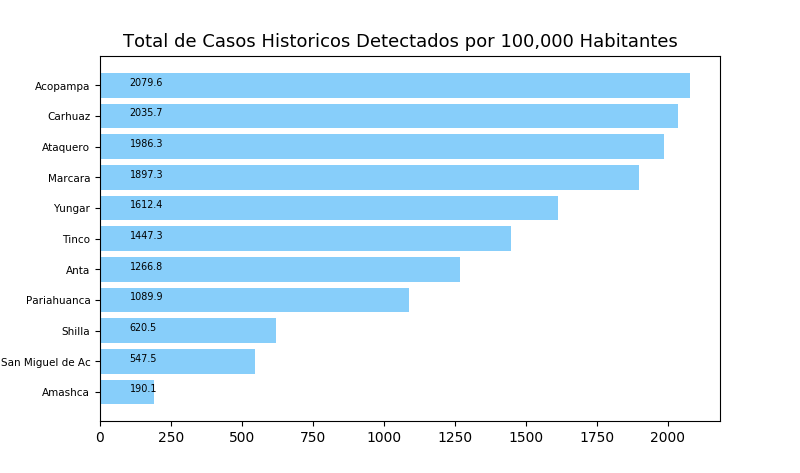 Total de Casos Historicos Detectados por 100,000 Habitantes
Acopampa 2079.6
Carhuaz 2035.7
Ataquero 1986.3
Marcara 1897.3
Yungar 1612.4
Tinco 1447.3
Anta 1266.8
Pariahuanca 1089.9
Shilla 620.5
San Miguel de Ac 547.5
Amashca 190.1
0 250 500 750 1000 1250 1500 1750 2000